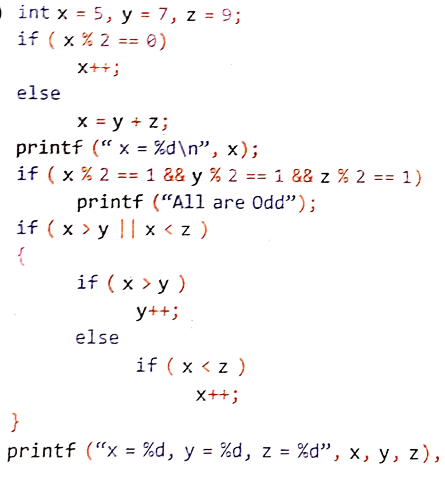 ) int x = 5, y = 7, z = 9;
if ( x % 2 == 0)
x++;
else
x = y + z;
printf (“ x = %d\n”, x);
if ( x % 2 == 1 && y % 2 == 1 && z % 2 == 1)
printf (“All are Odd”);
if ( x > y || x < z )
{
if ( x > y )
y++;
else
if ( x < z )
x++;
}
printf (“x = %d, y = %d, z = %d”, x, y, z),